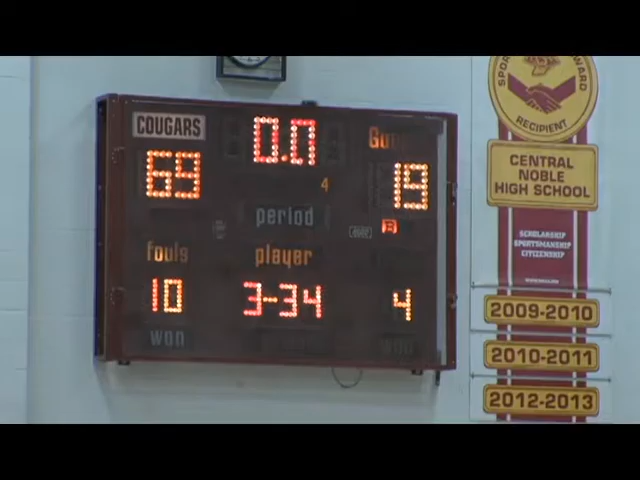 COUGARS
0.0
69
4
19
period
B
fouls
player
10
3-34
4
won
RECIPIENT
CENTRAL
NOBLE
HIGH SCHOOL
SCHOLARSHIP
SPORTSMANSHIP
CITIZENSHIP
2009-2010
2010-2011
2012-2013